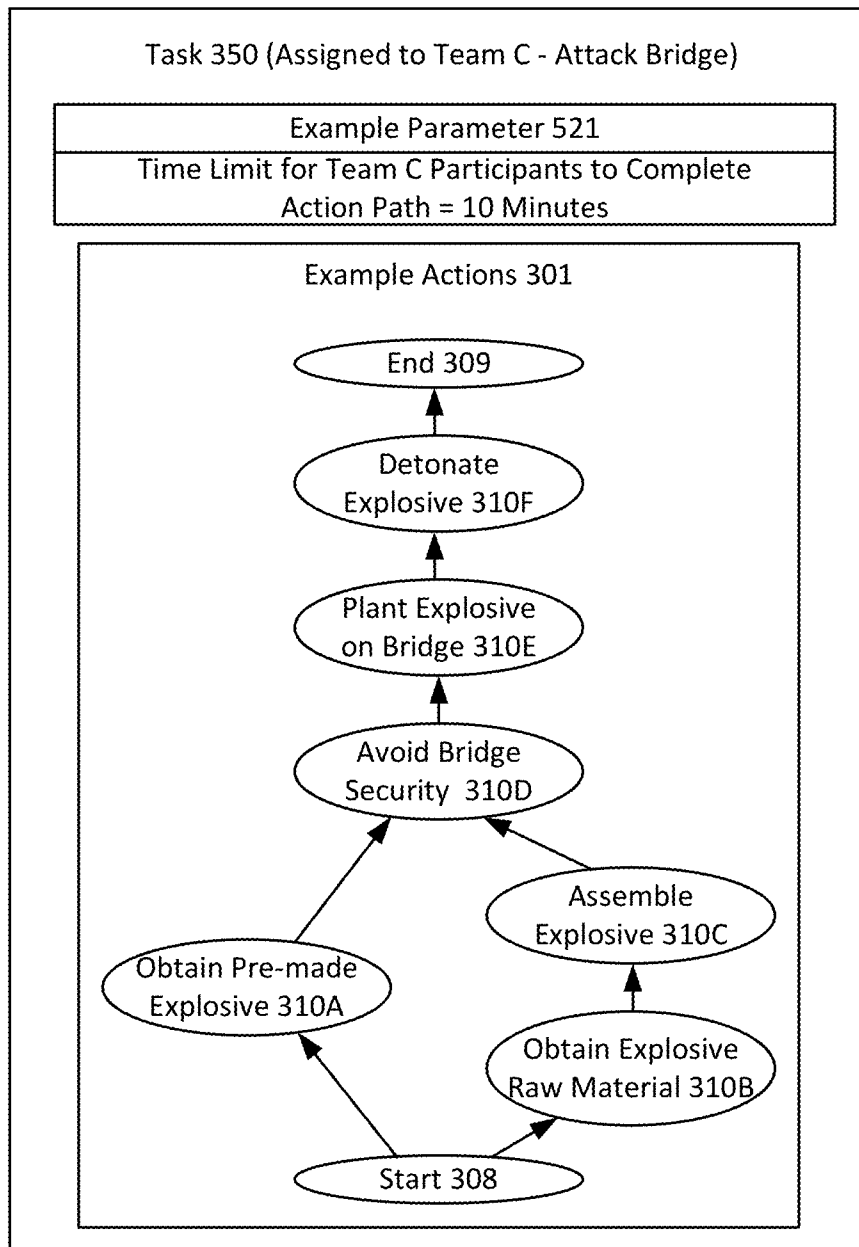 Task 350 (Assigned to Team C - Attack Bridge)
Example Parameter 521
Time Limit for Team C Participants to Complete
Action Path = 10 Minutes
Example Actions 301
End 309
Detonate
Explosive 310F
Plant Explosive
on Bridge 310E
Avoid Bridge
Security 310D
Assemble
Explosive 310C
Obtain Pre-made
Explosive 310A
Obtain Explosive
Raw Material 310B
Start 308